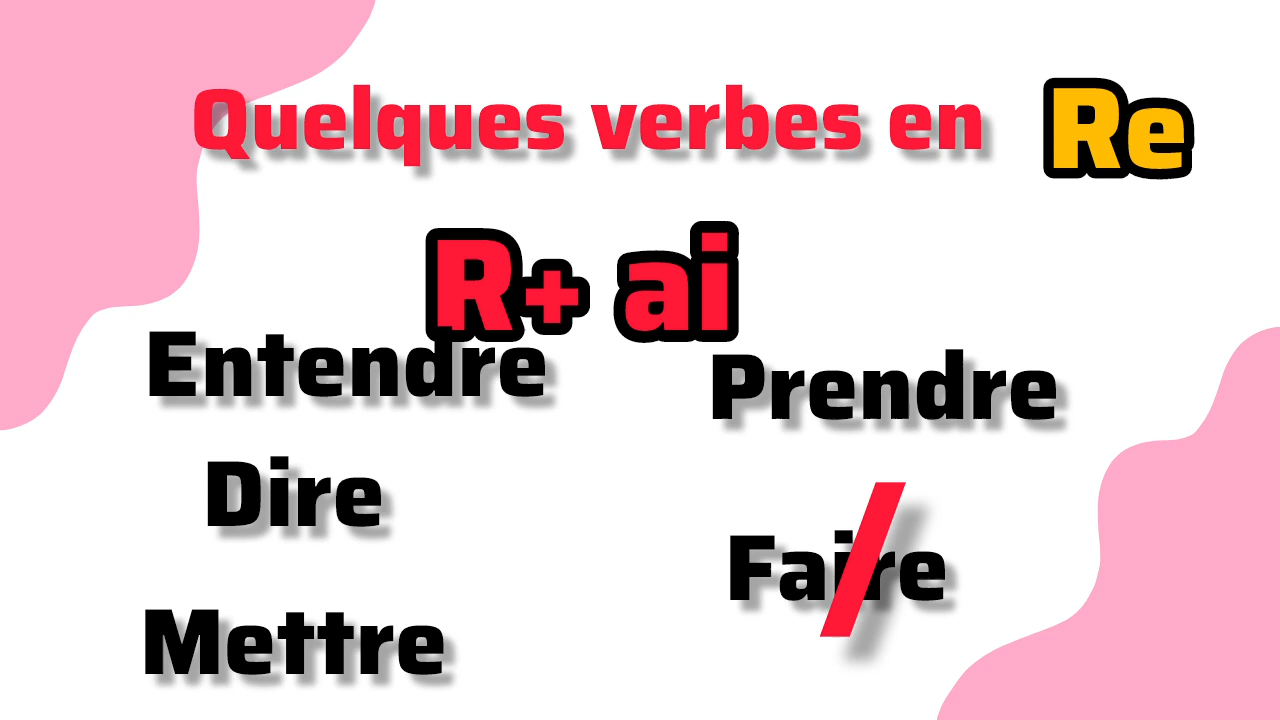 Quelques verbes en Re
R+ ai
Entendre
Prendre
Dire
Faire
Mettre